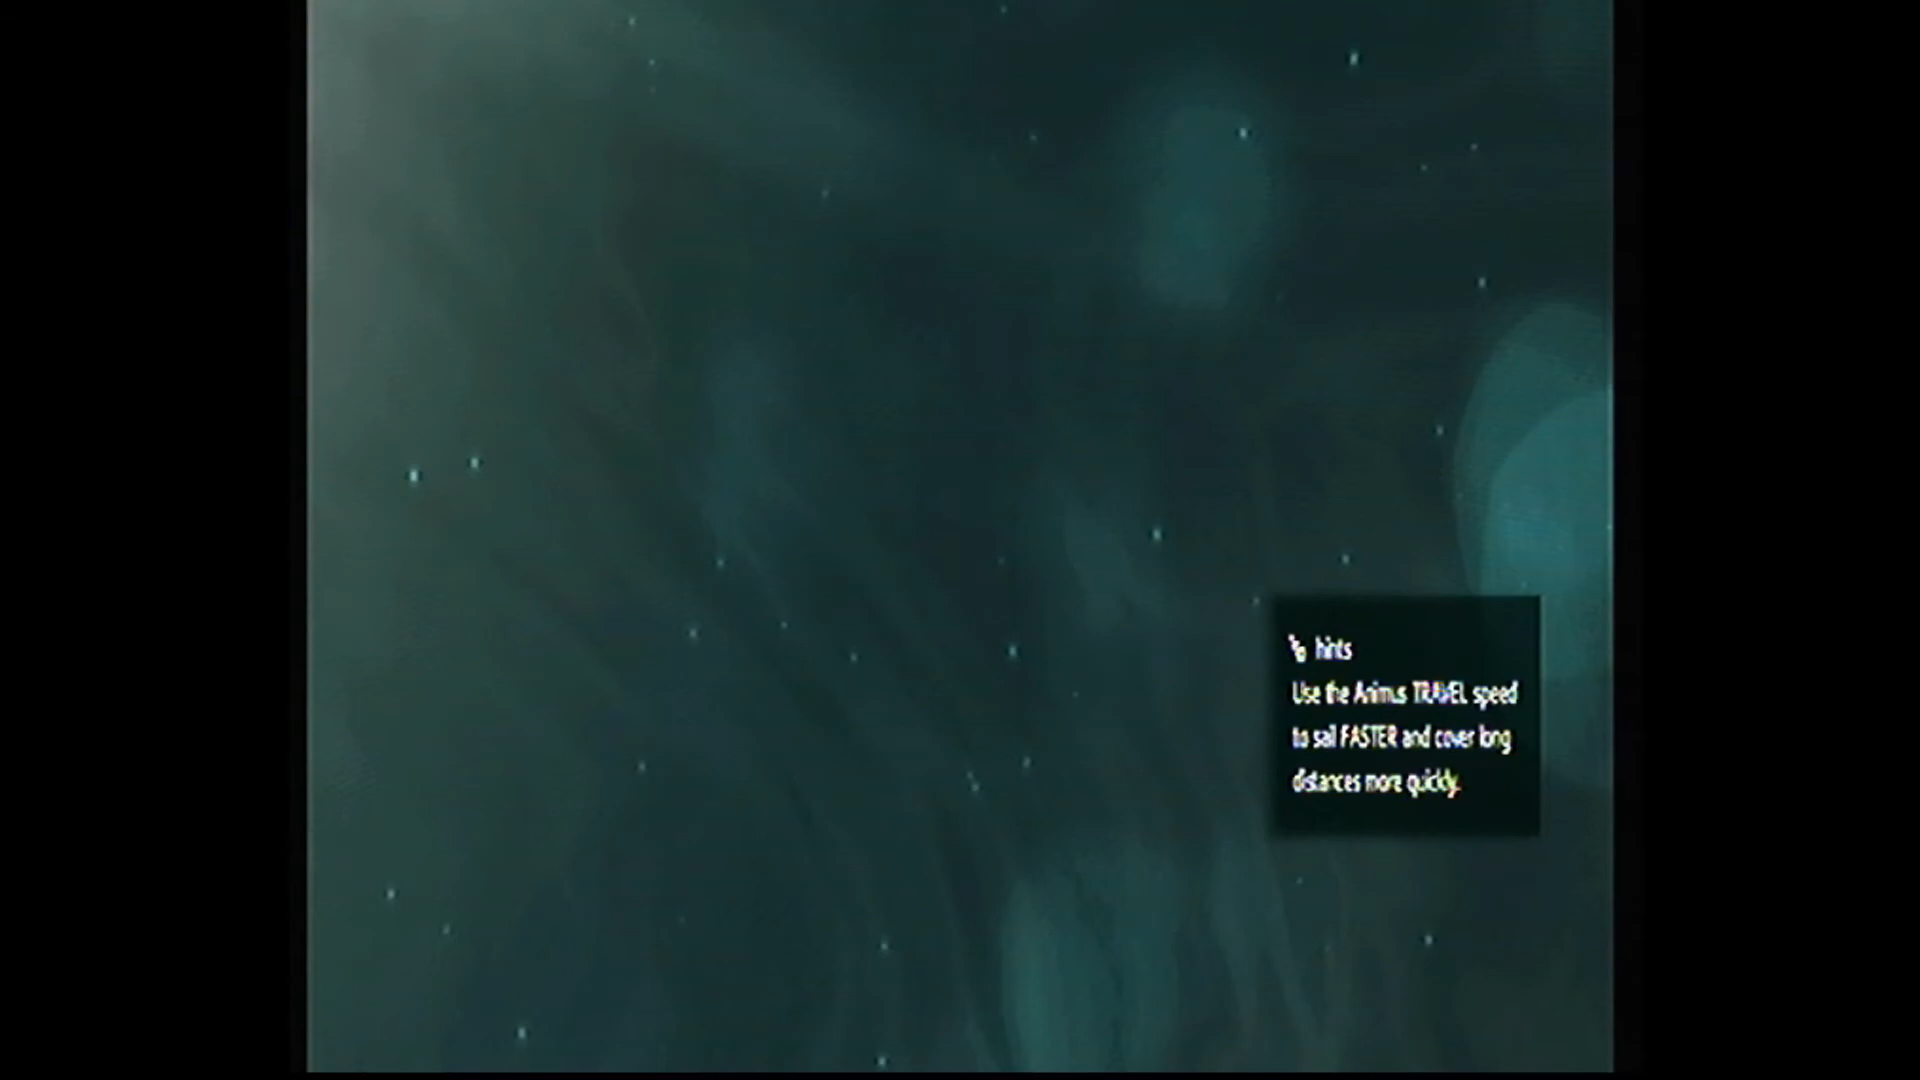 hints
Use the Animus TRAVEL speed
to sail FASTER and cover long
distances more quickly.